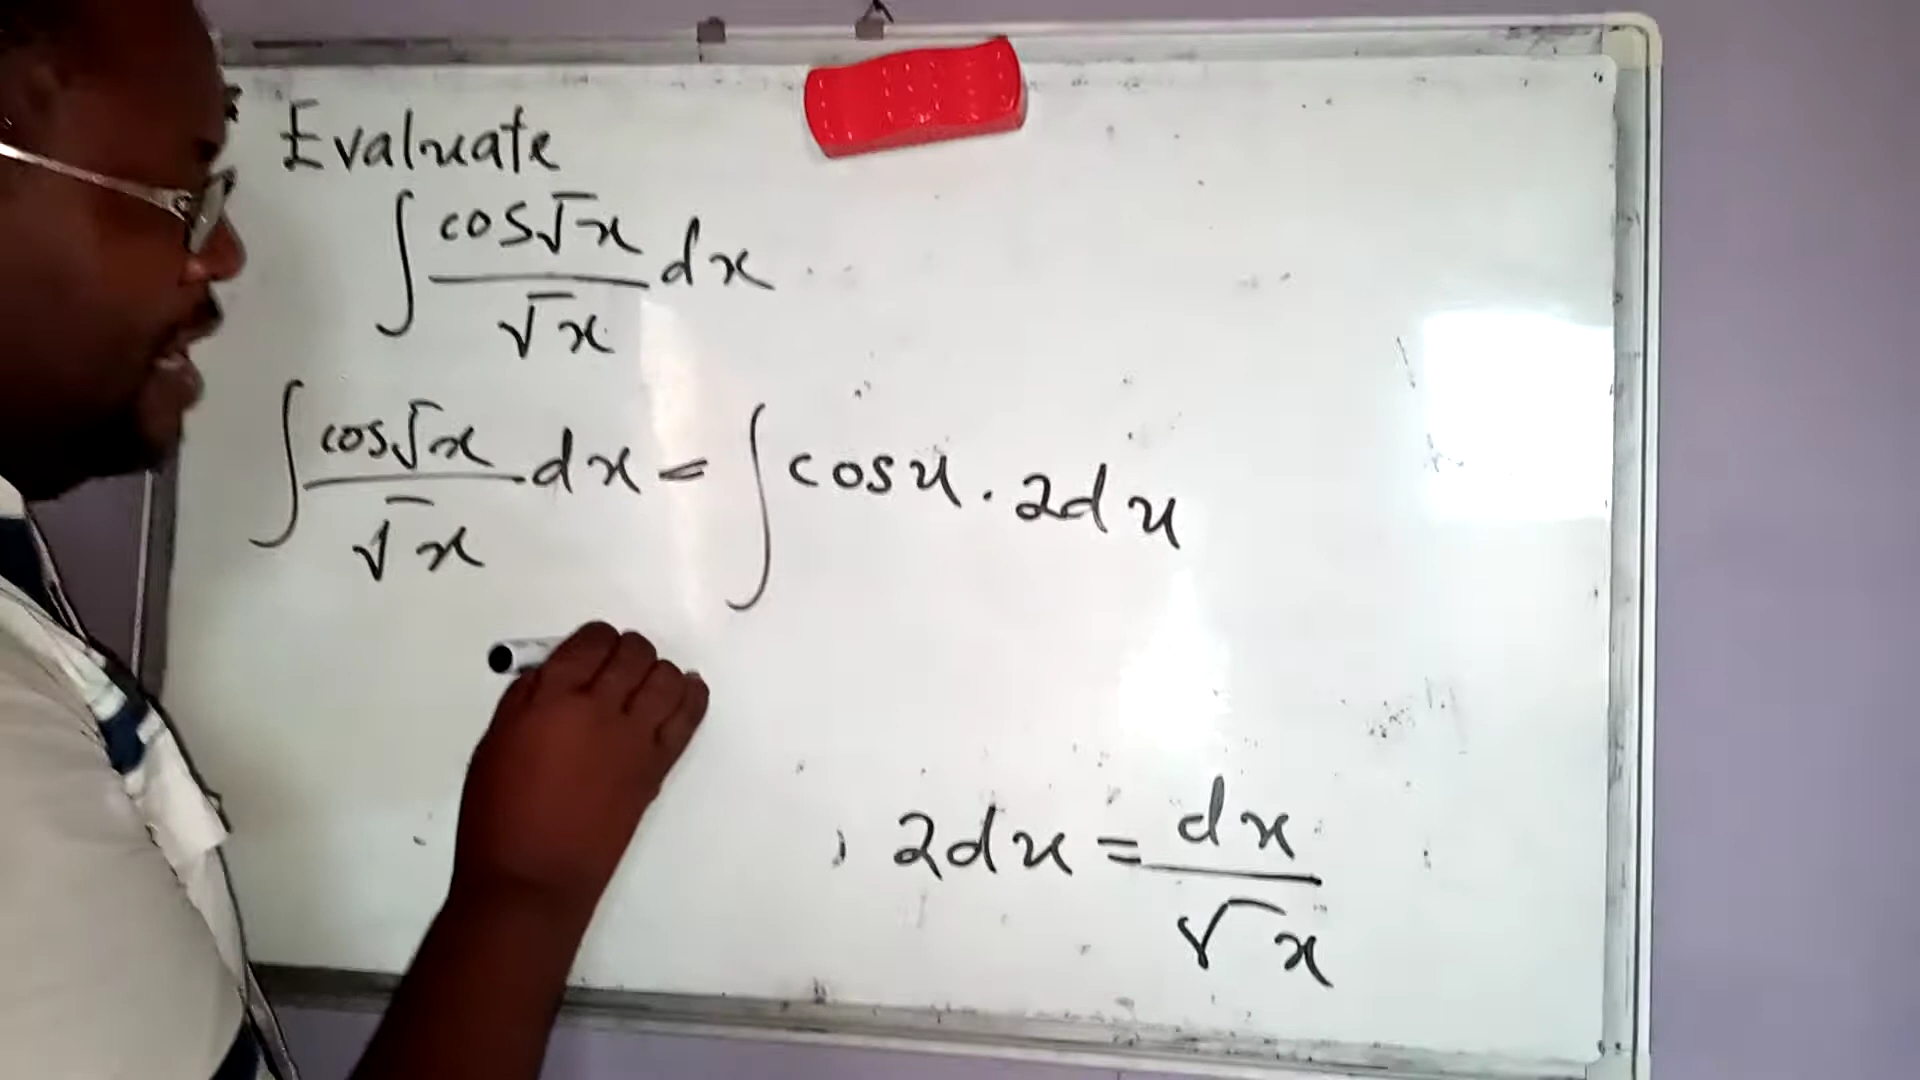 Evaluate
∫ cos√x / √x dx
∫ cos√x / √x dx = ∫ cos u . 2du
, 2du = dx / √x